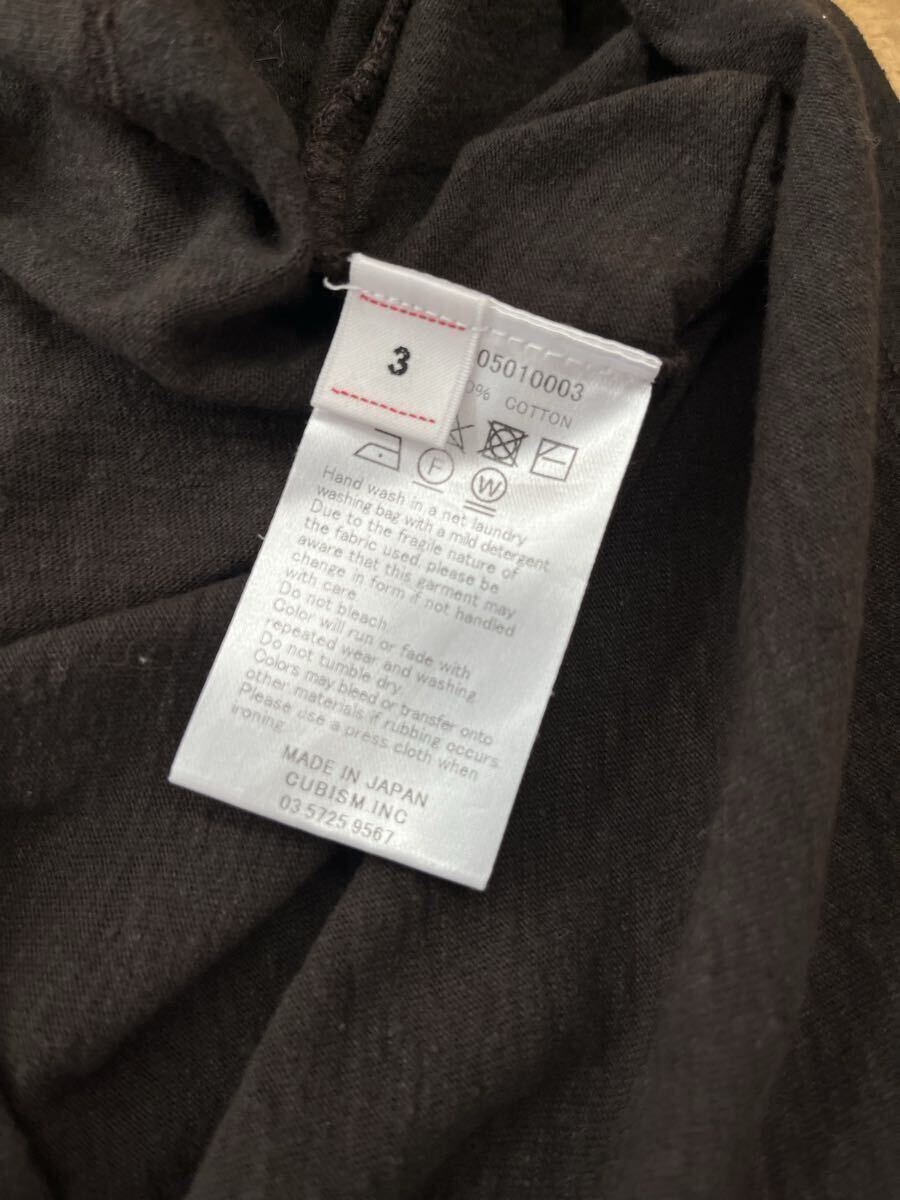 3
05010003
0% COTTON
F
W
Hand wash in a net laundry
washing bag with a mild detergent
Due to the fragile nature of
the fabric used, please be
aware that this garment may
change in form if not handled
with care
Do not bleach.
Color will run or fade with
repeated wear and washing
Do not tumble dry.
Colors may bleed or transfer onto
other materials if rubbing occurs.
Please use a press cloth when
ironing.
MADE IN JAPAN
CUBISM.INC
03 5725 9567